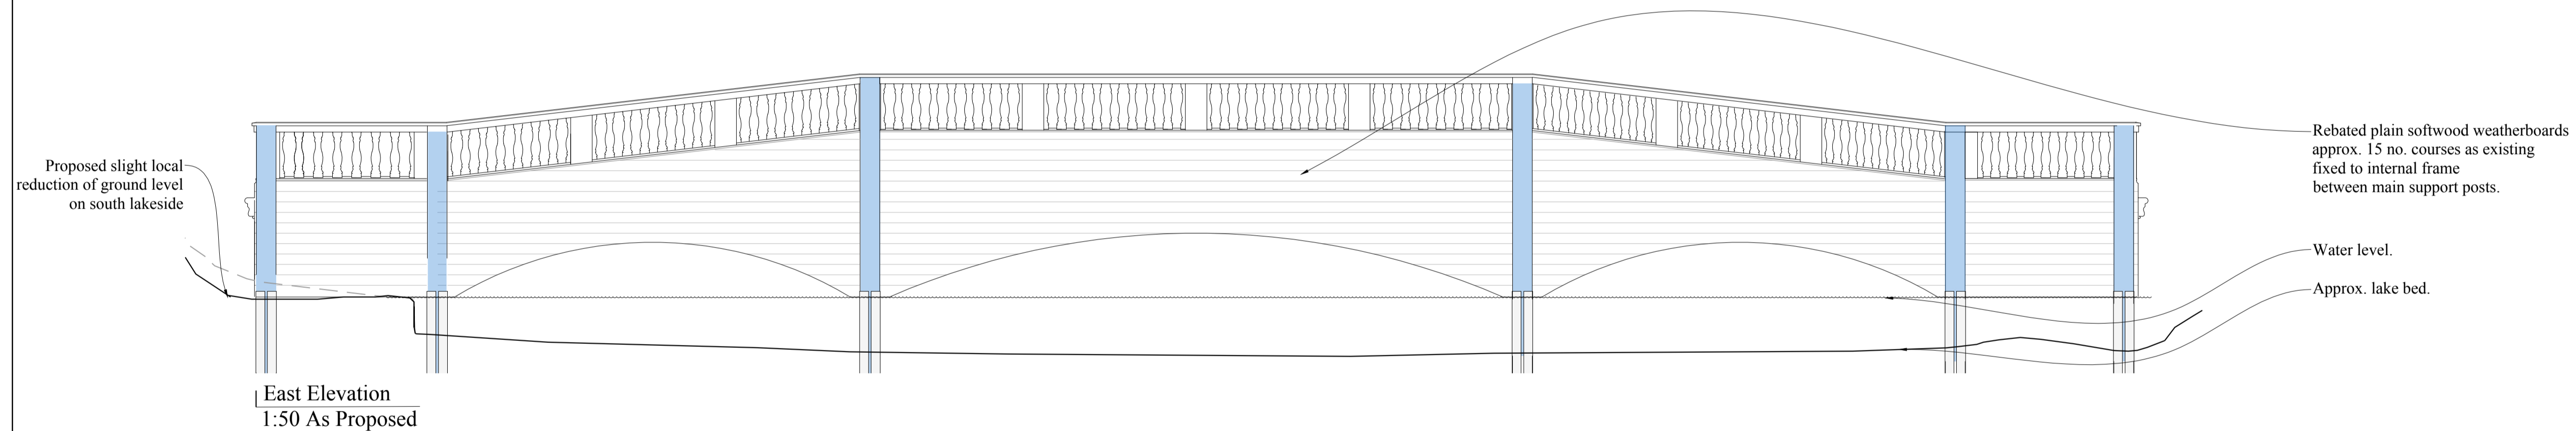 Proposed slight local
reduction of ground level
on south lakeside
Rebated plain softwood weatherboards
approx. 15 no. courses as existing
fixed to internal frame
between main support posts.
Water level.
Approx. lake bed.
East Elevation
1:50 As Proposed